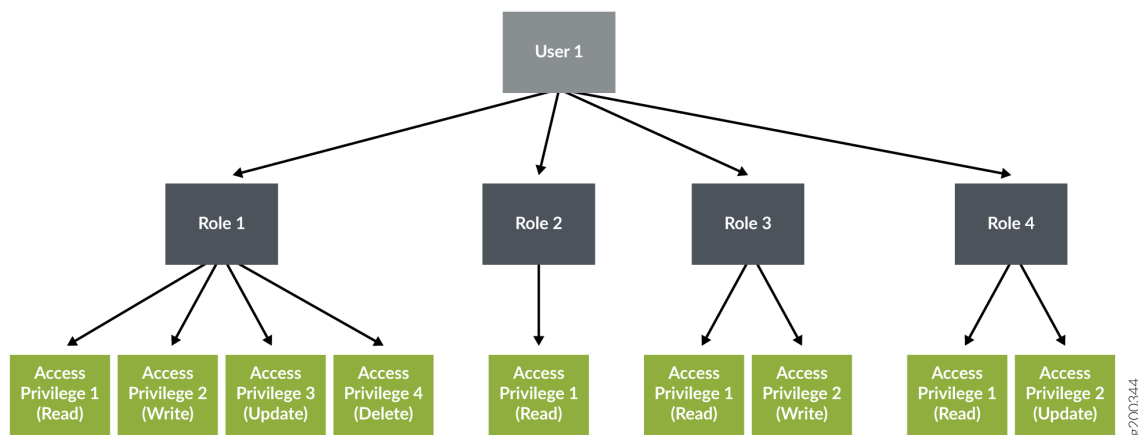 User 1
Role 1
Role 2
Role 3
Role 4
Access
Privilege 1
(Read)
Access
Privilege 2
(Write)
Access
Privilege 3
(Update)
Access
Privilege 4
(Delete)
Access
Privilege 1
(Read)
Access
Privilege 1
(Read)
Access
Privilege 2
(Write)
Access
Privilege 1
(Read)
Access
Privilege 2
(Update)
g200344